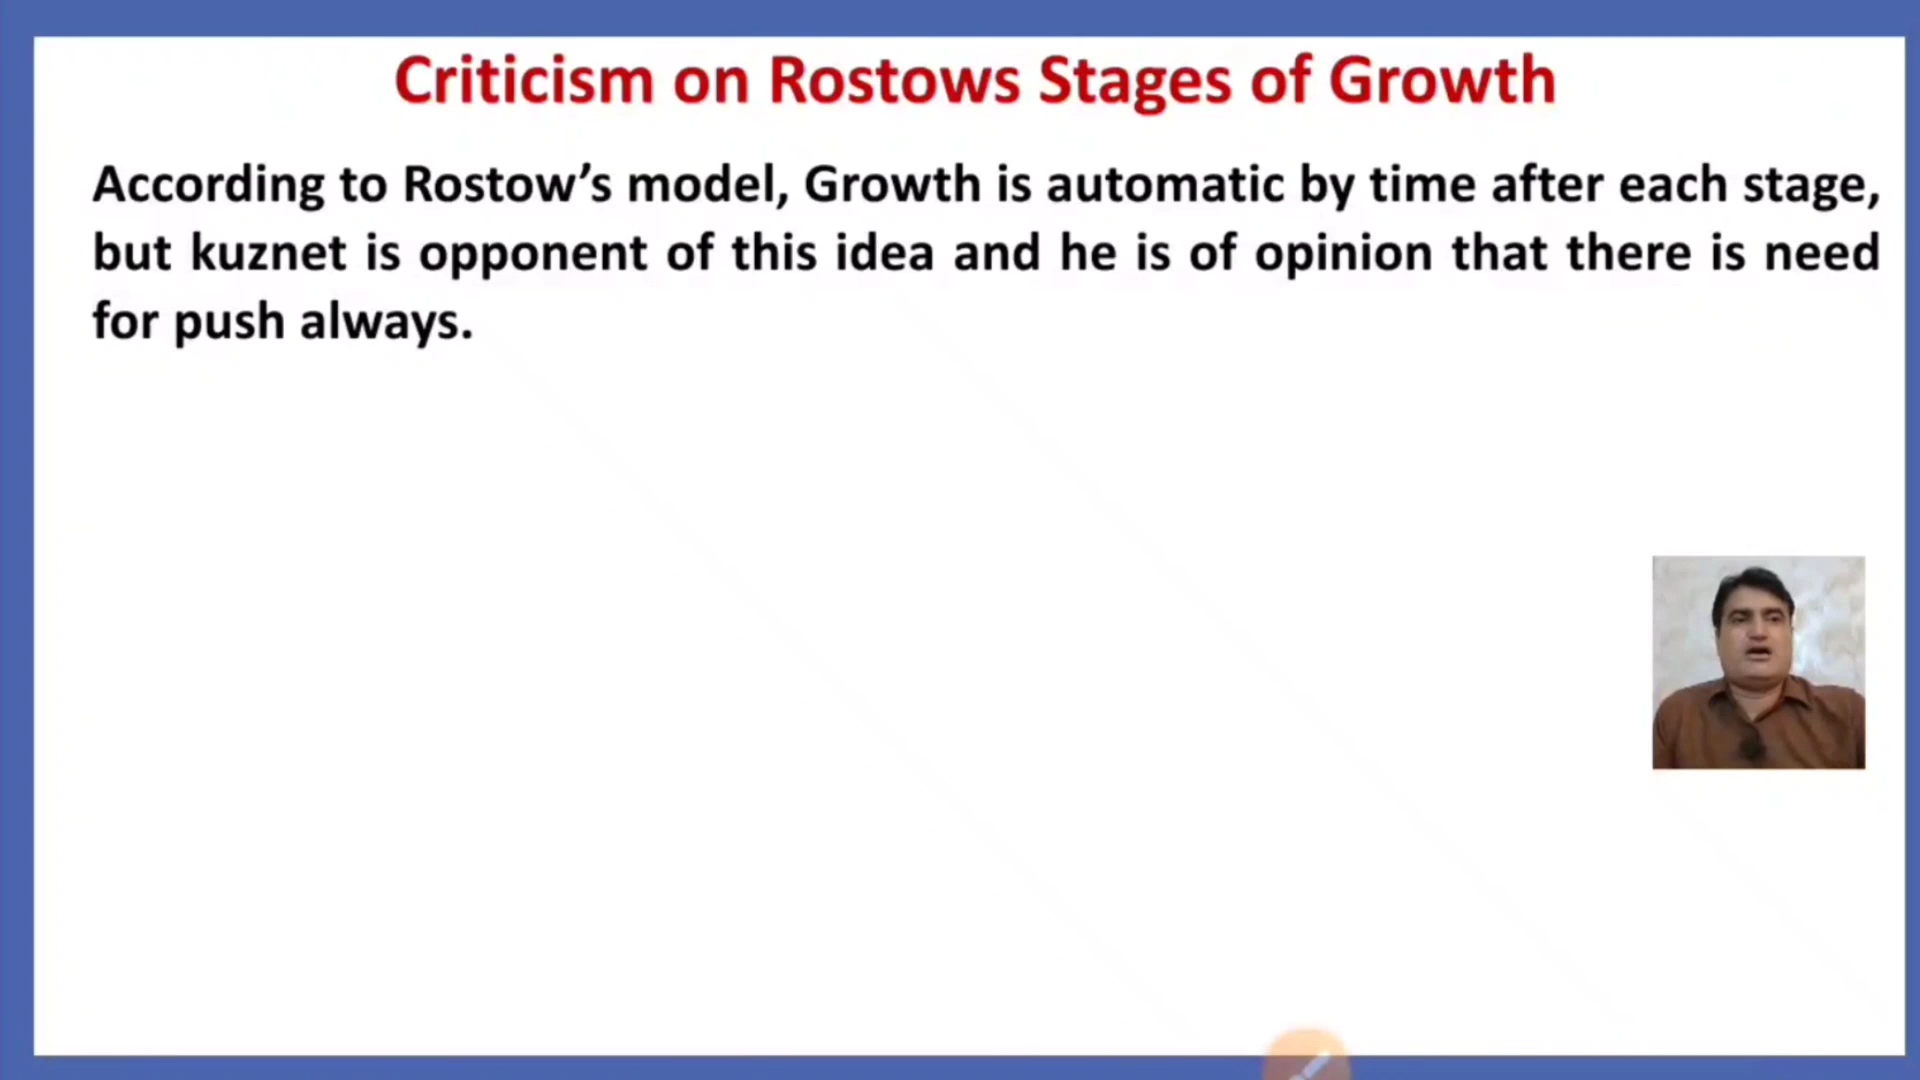 Criticism on Rostows Stages of Growth
According to Rostow’s model, Growth is automatic by time after each stage,
but kuznet is opponent of this idea and he is of opinion that there is need
for push always.